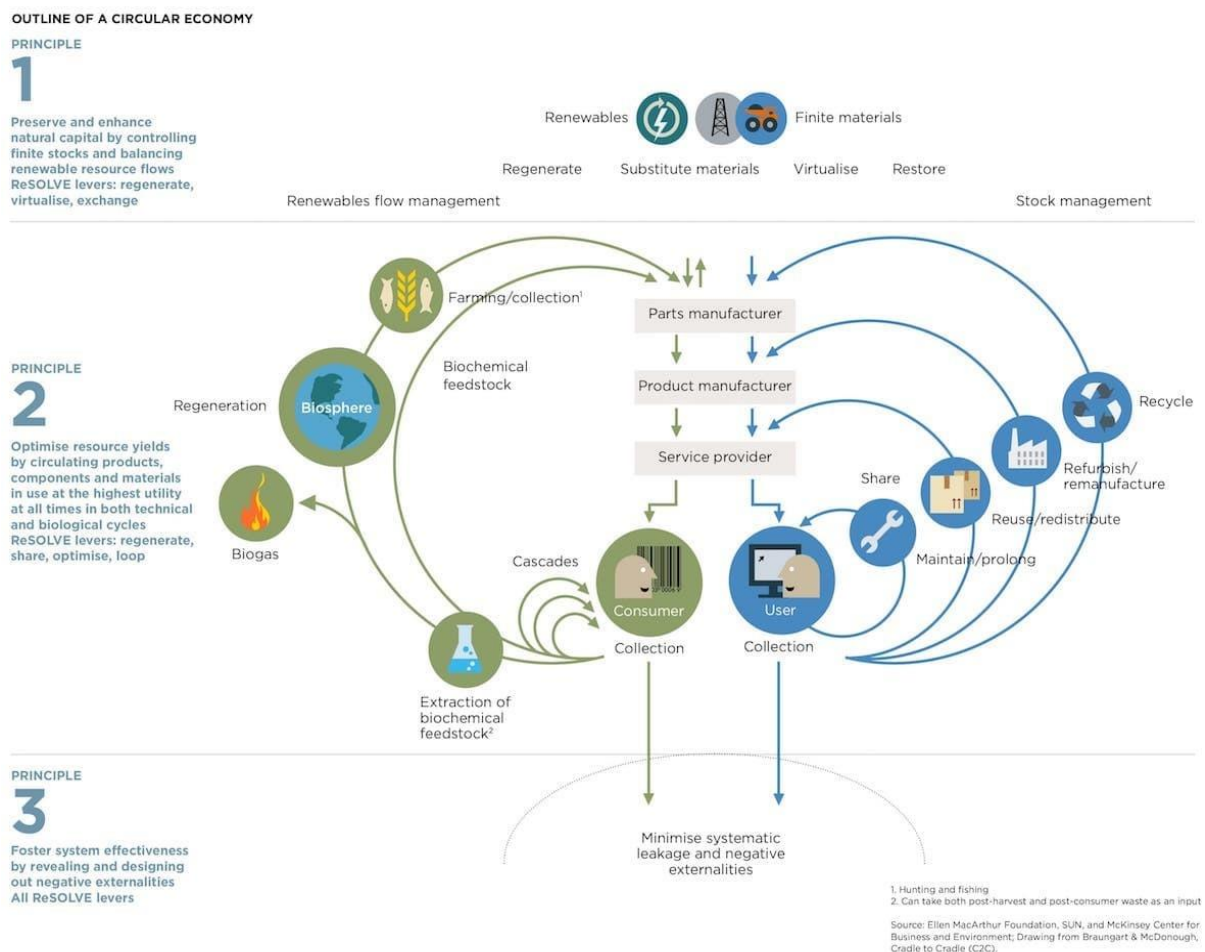 OUTLINE OF A CIRCULAR ECONOMY
PRINCIPLE
1
Preserve and enhance
natural capital by controlling
finite stocks and balancing
renewable resource flows
ReSOLVE levers: regenerate,
virtualise, exchange
Renewables
Finite materials
Regenerate
Substitute materials
Virtualise
Restore
Renewables flow management
Stock management
PRINCIPLE
2
Optimise resource yields
by circulating products,
components and materials
in use at the highest utility
at all times in both technical
and biological cycles
ReSOLVE levers: regenerate,
share, optimise, loop
Farming/collection¹
Biochemical
feedstock
Regeneration
Biosphere
Biogas
Cascades
Extraction of
biochemical
feedstock²
Parts manufacturer
Product manufacturer
Service provider
Consumer
Collection
User
Collection
Share
Maintain/prolong
Reuse/redistribute
Refurbish/
remanufacture
Recycle
PRINCIPLE
3
Foster system effectiveness
by revealing and designing
out negative externalities
All ReSOLVE levers
Minimise systematic
leakage and negative
externalities
1. Hunting and fishing
2. Can take both post-harvest and post-consumer waste as an input
Source: Ellen MacArthur Foundation, SUN, and McKinsey Center for
Business and Environment; Drawing from Braungart & McDonough,
Cradle to Cradle (C2C).